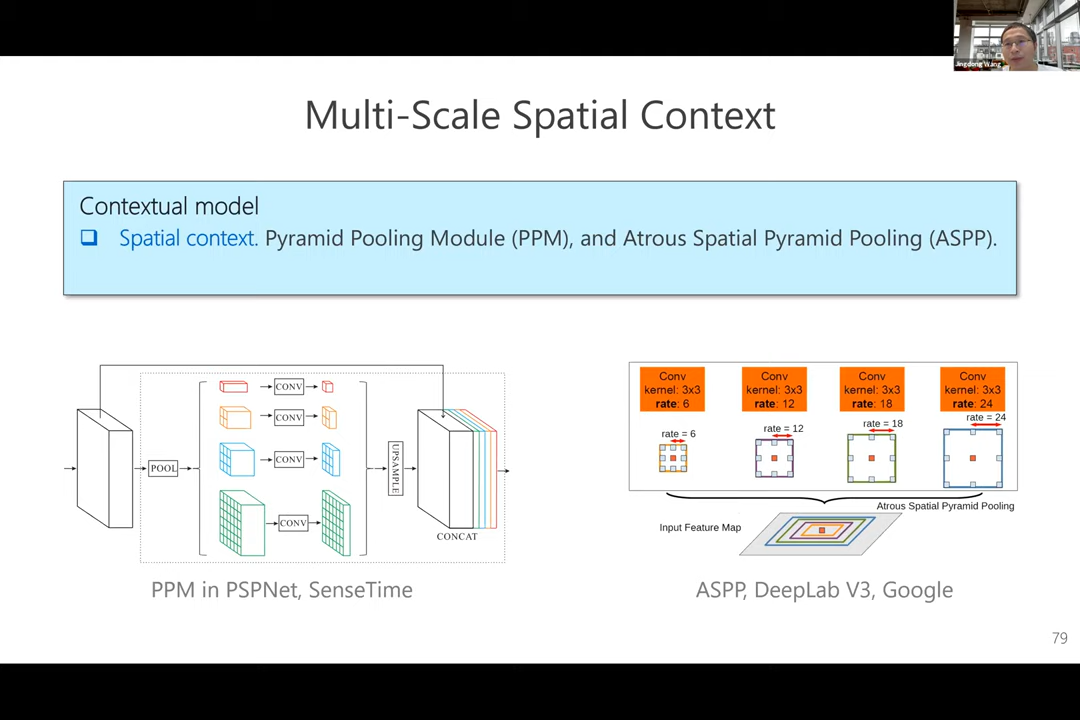 Jingdong Wang
Multi-Scale Spatial Context
Contextual model
Spatial context. Pyramid Pooling Module (PPM), and Atrous Spatial Pyramid Pooling (ASPP).
POOL
CONV
CONV
CONV
CONV
UPSAMPLE
CONCAT
PPM in PSPNet, SenseTime
Conv
kernel: 3x3
rate: 6
Conv
kernel: 3x3
rate: 12
Conv
kernel: 3x3
rate: 18
Conv
kernel: 3x3
rate: 24
rate = 6
rate = 12
rate = 18
rate = 24
Atrous Spatial Pyramid Pooling
Input Feature Map
ASPP, DeepLab V3, Google
79